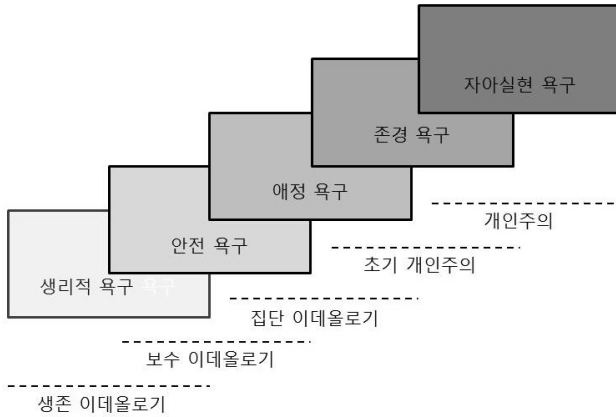 자아실현 욕구
존경 욕구
애정 욕구
개인주의
안전 욕구
초기 개인주의
생리적 욕구 욕구
집단 이데올로기
보수 이데올로기
생존 이데올로기